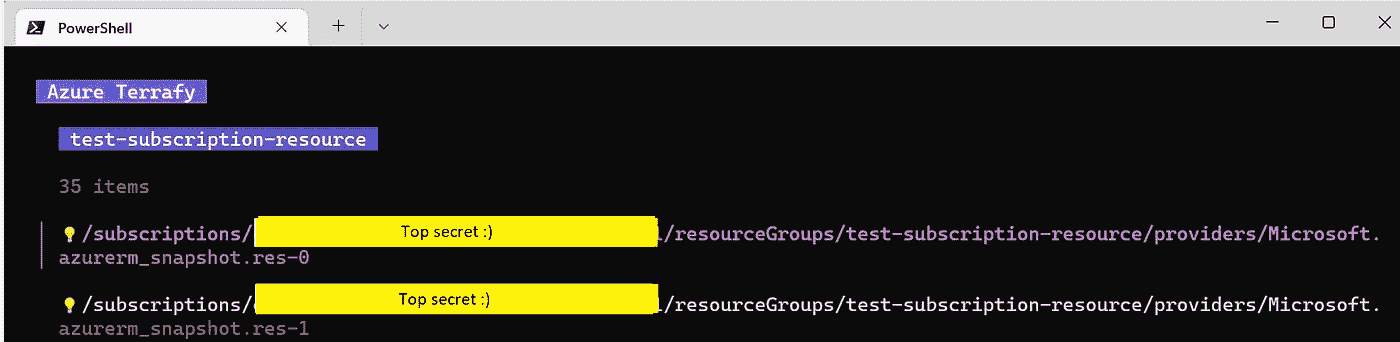 PowerShell
Azure Terrafy
test-subscription-resource
35 items
/subscriptions/ Top secret :) /resourceGroups/test-subscription-resource/providers/Microsoft.
azurerm_snapshot.res-0
/subscriptions/ Top secret :) /resourceGroups/test-subscription-resource/providers/Microsoft.
azurerm_snapshot.res-1